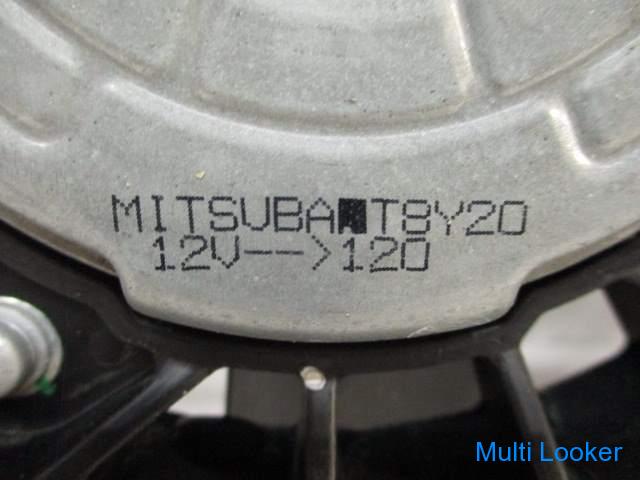 MITSUBA T8Y20
12V-->120
Multi Looker